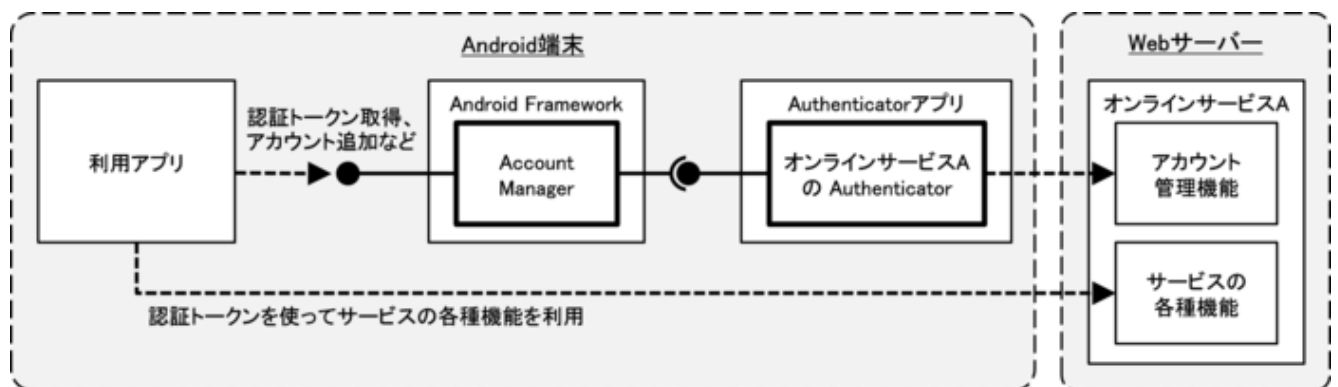 Android端末
Webサーバー
利用アプリ
認証トークン取得、
アカウント追加など
Android Framework
Account
Manager
Authenticatorアプリ
オンラインサービスA
の Authenticator
オンラインサービスA
アカウント
管理機能
サービスの
各種機能
認証トークンを使ってサービスの各種機能を利用